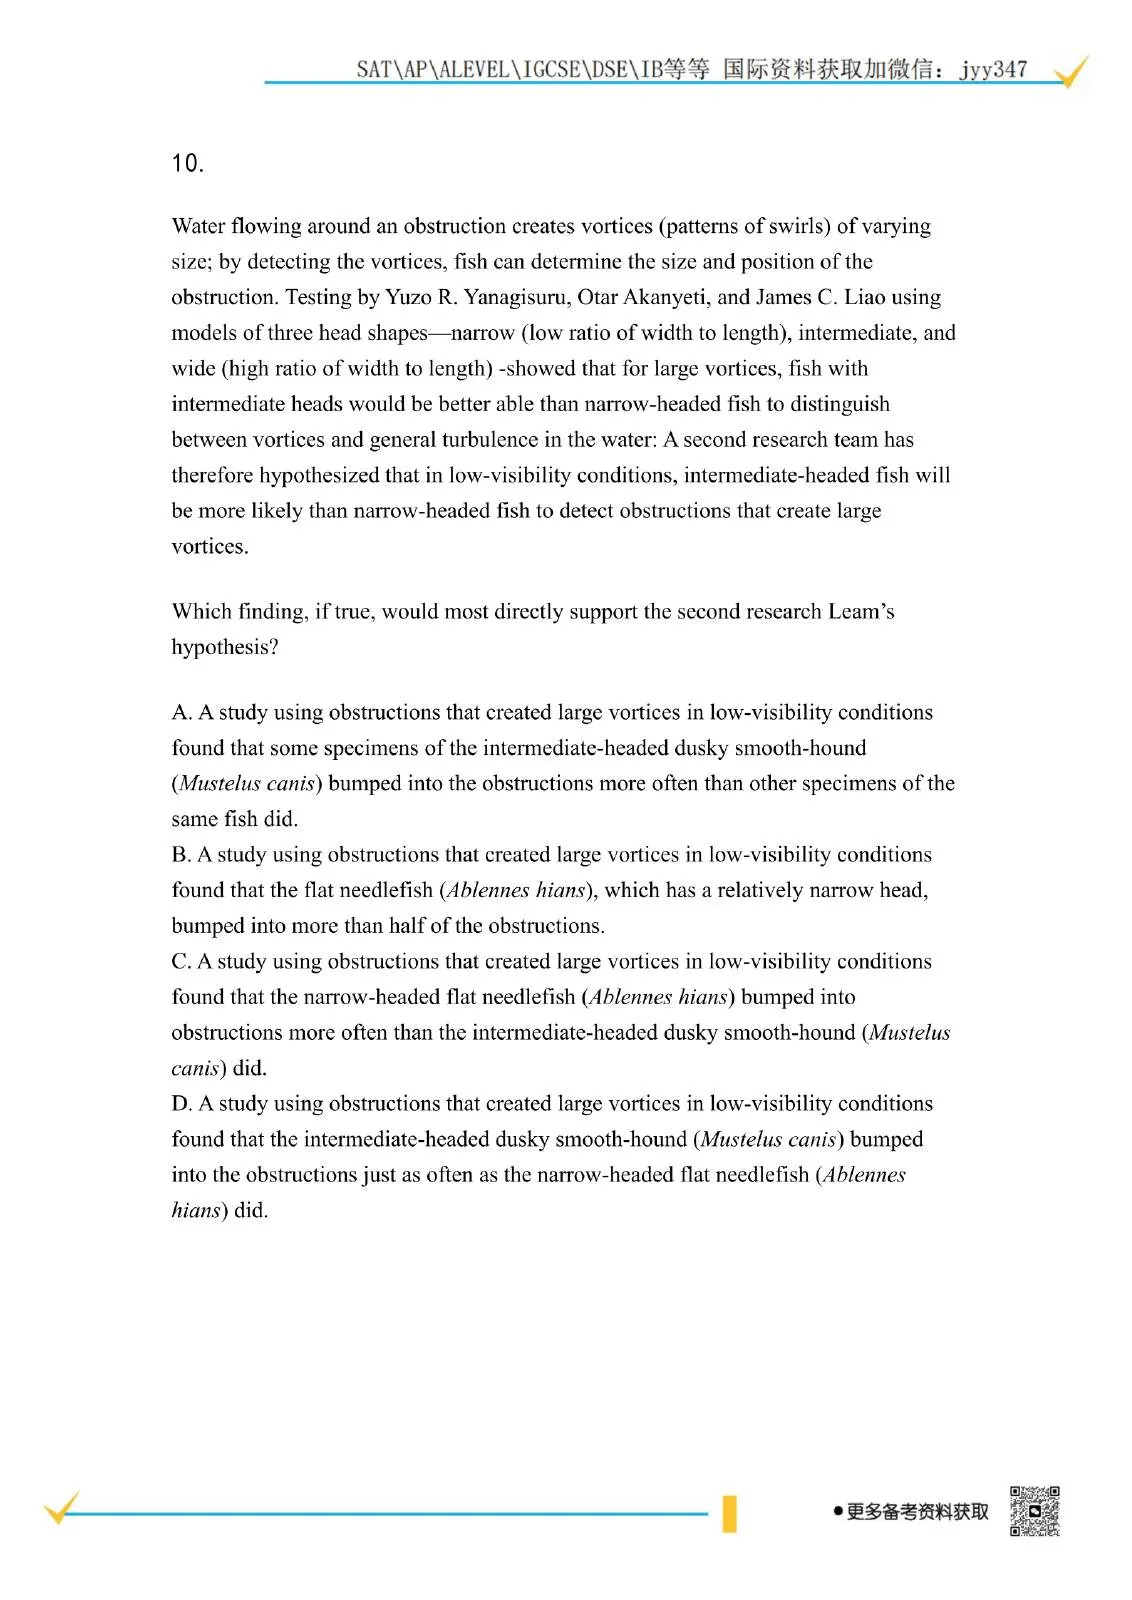 SAT\AP\ALEVEL\IGCSE\DSE\IB等等 国际资料获取加微信：jyy347
10.
Water flowing around an obstruction creates vortices (patterns of swirls) of varying
size; by detecting the vortices, fish can determine the size and position of the
obstruction. Testing by Yuzo R. Yanagisuru, Otar Akanyeti, and James C. Liao using
models of three head shapes—narrow (low ratio of width to length), intermediate, and
wide (high ratio of width to length) -showed that for large vortices, fish with
intermediate heads would be better able than narrow-headed fish to distinguish
between vortices and general turbulence in the water: A second research team has
therefore hypothesized that in low-visibility conditions, intermediate-headed fish will
be more likely than narrow-headed fish to detect obstructions that create large
vortices.
Which finding, if true, would most directly support the second research Leam's
hypothesis?
A. A study using obstructions that created large vortices in low-visibility conditions
found that some specimens of the intermediate-headed dusky smooth-hound
(Mustelus canis) bumped into the obstructions more often than other specimens of the
same fish did.
B. A study using obstructions that created large vortices in low-visibility conditions
found that the flat needlefish (Ablennes hians), which has a relatively narrow head,
bumped into more than half of the obstructions.
C. A study using obstructions that created large vortices in low-visibility conditions
found that the narrow-headed flat needlefish (Ablennes hians) bumped into
obstructions more often than the intermediate-headed dusky smooth-hound (Mustelus
canis) did.
D. A study using obstructions that created large vortices in low-visibility conditions
found that the intermediate-headed dusky smooth-hound (Mustelus canis) bumped
into the obstructions just as often as the narrow-headed flat needlefish (Ablennes
hians) did.
●更多备考资料获取